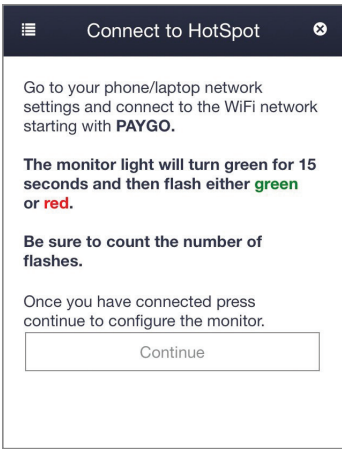 Connect to HotSpot
Go to your phone/laptop network
settings and connect to the WiFi network
starting with PAYGO.
The monitor light will turn green for 15
seconds and then flash either green
or red.
Be sure to count the number of
flashes.
Once you have connected press
continue to configure the monitor.
Continue